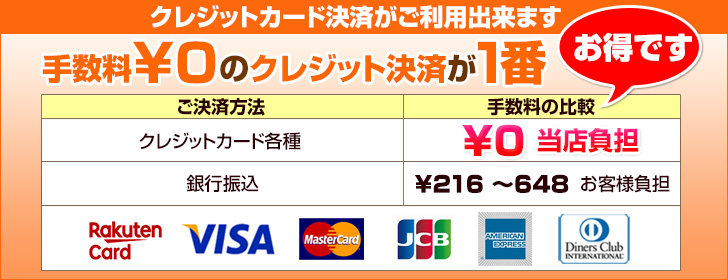 クレジットカード決済がご利用出来ます
手数料¥0のクレジット決済が1番
お得です
ご決済方法 手数料の比較
クレジットカード各種 ¥0 当店負担
銀行振込 ¥216 ～648 お客様負担
Rakuten Card
VISA
MasterCard
JCB
AMERICAN EXPRESS
Diners Club INTERNATIONAL